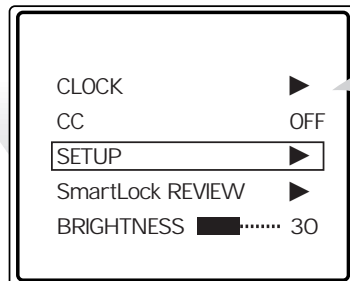 CLOCK ▶
CC OFF
SETUP ▶
SmartLock REVIEW ▶
BRIGHTNESS 30